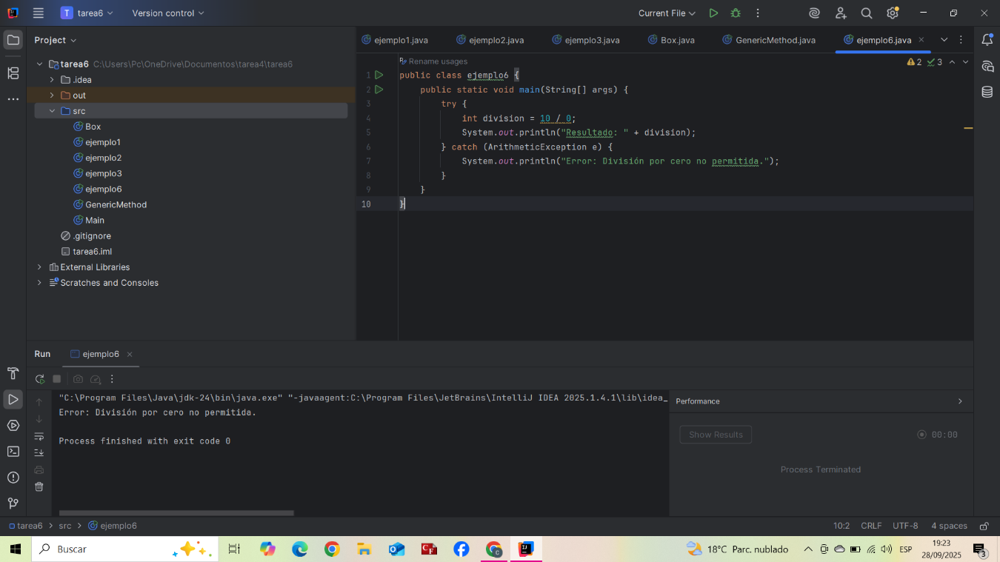 T tarea6
Version control
Current File
Project
ejemplo1.java
ejemplo2.java
ejemplo3.java
Box.java
GenericMethod.java
ejemplo6.java
tarea6 C:\Users\Pc\OneDrive\Documentos\tarea4\tarea6
.idea
out
src
Box
ejemplo1
ejemplo2
ejemplo3
ejemplo6
GenericMethod
Main
.gitignore
tarea6.iml
External Libraries
Scratches and Consoles
Rename usages
2 3
1 public class ejemplo6 {
2 public static void main(String[] args) {
3 try {
4 int division = 10 / 0;
5 System.out.println("Resultado: " + division);
6 } catch (ArithmeticException e) {
7 System.out.println("Error: División por cero no permitida.");
8 }
9 }
10 }
Run
ejemplo6
"C:\Program Files\Java\jdk-24\bin\java.exe" "-javaagent:C:\Program Files\JetBrains\IntelliJ IDEA 2025.1.4.1\lib\idea_
Error: División por cero no permitida.
Process finished with exit code 0
Performance
Show Results
00:00
Process Terminated
tarea6 > src > ejemplo6
10:2 CRLF UTF-8 4 spaces
Buscar
18°C Parc. nublado
ESP
19:23
28/09/2025
3